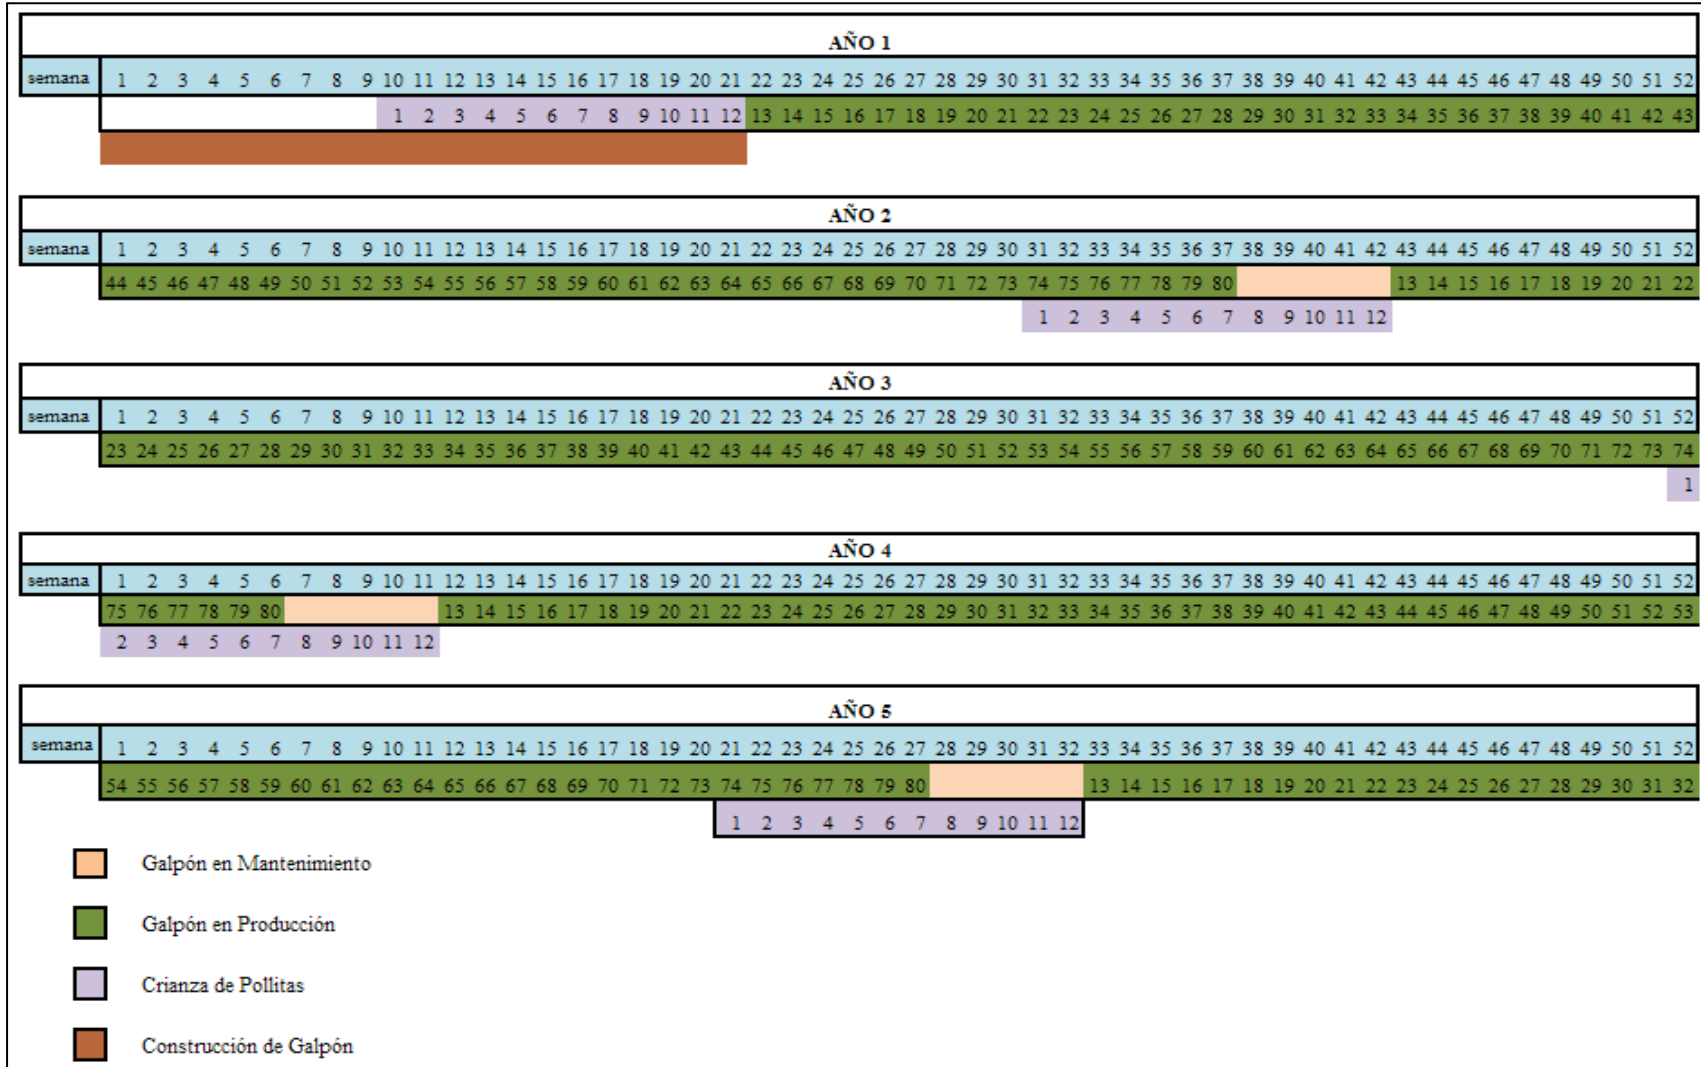 AÑO 1
semana 1 2 3 4 5 6 7 8 9 10 11 12 13 14 15 16 17 18 19 20 21 22 23 24 25 26 27 28 29 30 31 32 33 34 35 36 37 38 39 40 41 42 43 44 45 46 47 48 49 50 51 52
1 2 3 4 5 6 7 8 9 10 11 12 13 14 15 16 17 18 19 20 21 22 23 24 25 26 27 28 29 30 31 32 33 34 35 36 37 38 39 40 41 42 43
AÑO 2
semana 1 2 3 4 5 6 7 8 9 10 11 12 13 14 15 16 17 18 19 20 21 22 23 24 25 26 27 28 29 30 31 32 33 34 35 36 37 38 39 40 41 42 43 44 45 46 47 48 49 50 51 52
44 45 46 47 48 49 50 51 52 53 54 55 56 57 58 59 60 61 62 63 64 65 66 67 68 69 70 71 72 73 74 75 76 77 78 79 80 13 14 15 16 17 18 19 20 21 22
1 2 3 4 5 6 7 8 9 10 11 12
AÑO 3
semana 1 2 3 4 5 6 7 8 9 10 11 12 13 14 15 16 17 18 19 20 21 22 23 24 25 26 27 28 29 30 31 32 33 34 35 36 37 38 39 40 41 42 43 44 45 46 47 48 49 50 51 52
23 24 25 26 27 28 29 30 31 32 33 34 35 36 37 38 39 40 41 42 43 44 45 46 47 48 49 50 51 52 53 54 55 56 57 58 59 60 61 62 63 64 65 66 67 68 69 70 71 72 73 74
1
AÑO 4
semana 1 2 3 4 5 6 7 8 9 10 11 12 13 14 15 16 17 18 19 20 21 22 23 24 25 26 27 28 29 30 31 32 33 34 35 36 37 38 39 40 41 42 43 44 45 46 47 48 49 50 51 52
75 76 77 78 79 80 13 14 15 16 17 18 19 20 21 22 23 24 25 26 27 28 29 30 31 32 33 34 35 36 37 38 39 40 41 42 43 44 45 46 47 48 49 50 51 52 53
2 3 4 5 6 7 8 9 10 11 12
AÑO 5
semana 1 2 3 4 5 6 7 8 9 10 11 12 13 14 15 16 17 18 19 20 21 22 23 24 25 26 27 28 29 30 31 32 33 34 35 36 37 38 39 40 41 42 43 44 45 46 47 48 49 50 51 52
54 55 56 57 58 59 60 61 62 63 64 65 66 67 68 69 70 71 72 73 74 75 76 77 78 79 80 13 14 15 16 17 18 19 20 21 22 23 24 25 26 27 28 29 30 31 32
1 2 3 4 5 6 7 8 9 10 11 12
Galpón en Mantenimiento
Galpón en Producción
Crianza de Pollitas
Construcción de Galpón